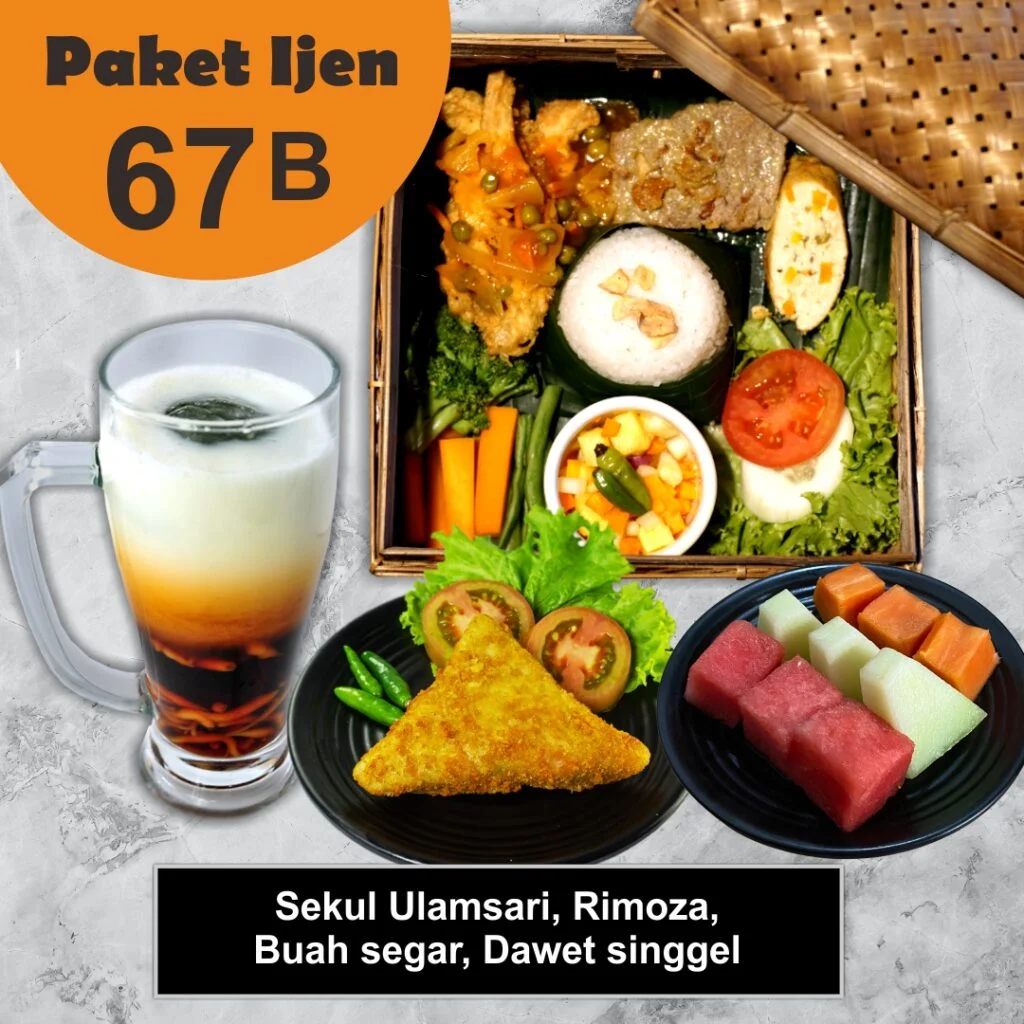 Paket Ijen
67B
Sekul Ulamsari, Rimoza,
Buah segar, Dawet singgel